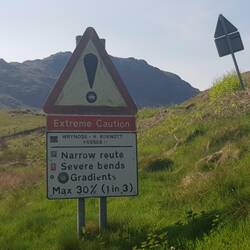 Extreme Caution
Narrow route
Severe bends
Gradients
Max 30% (1 in 3)